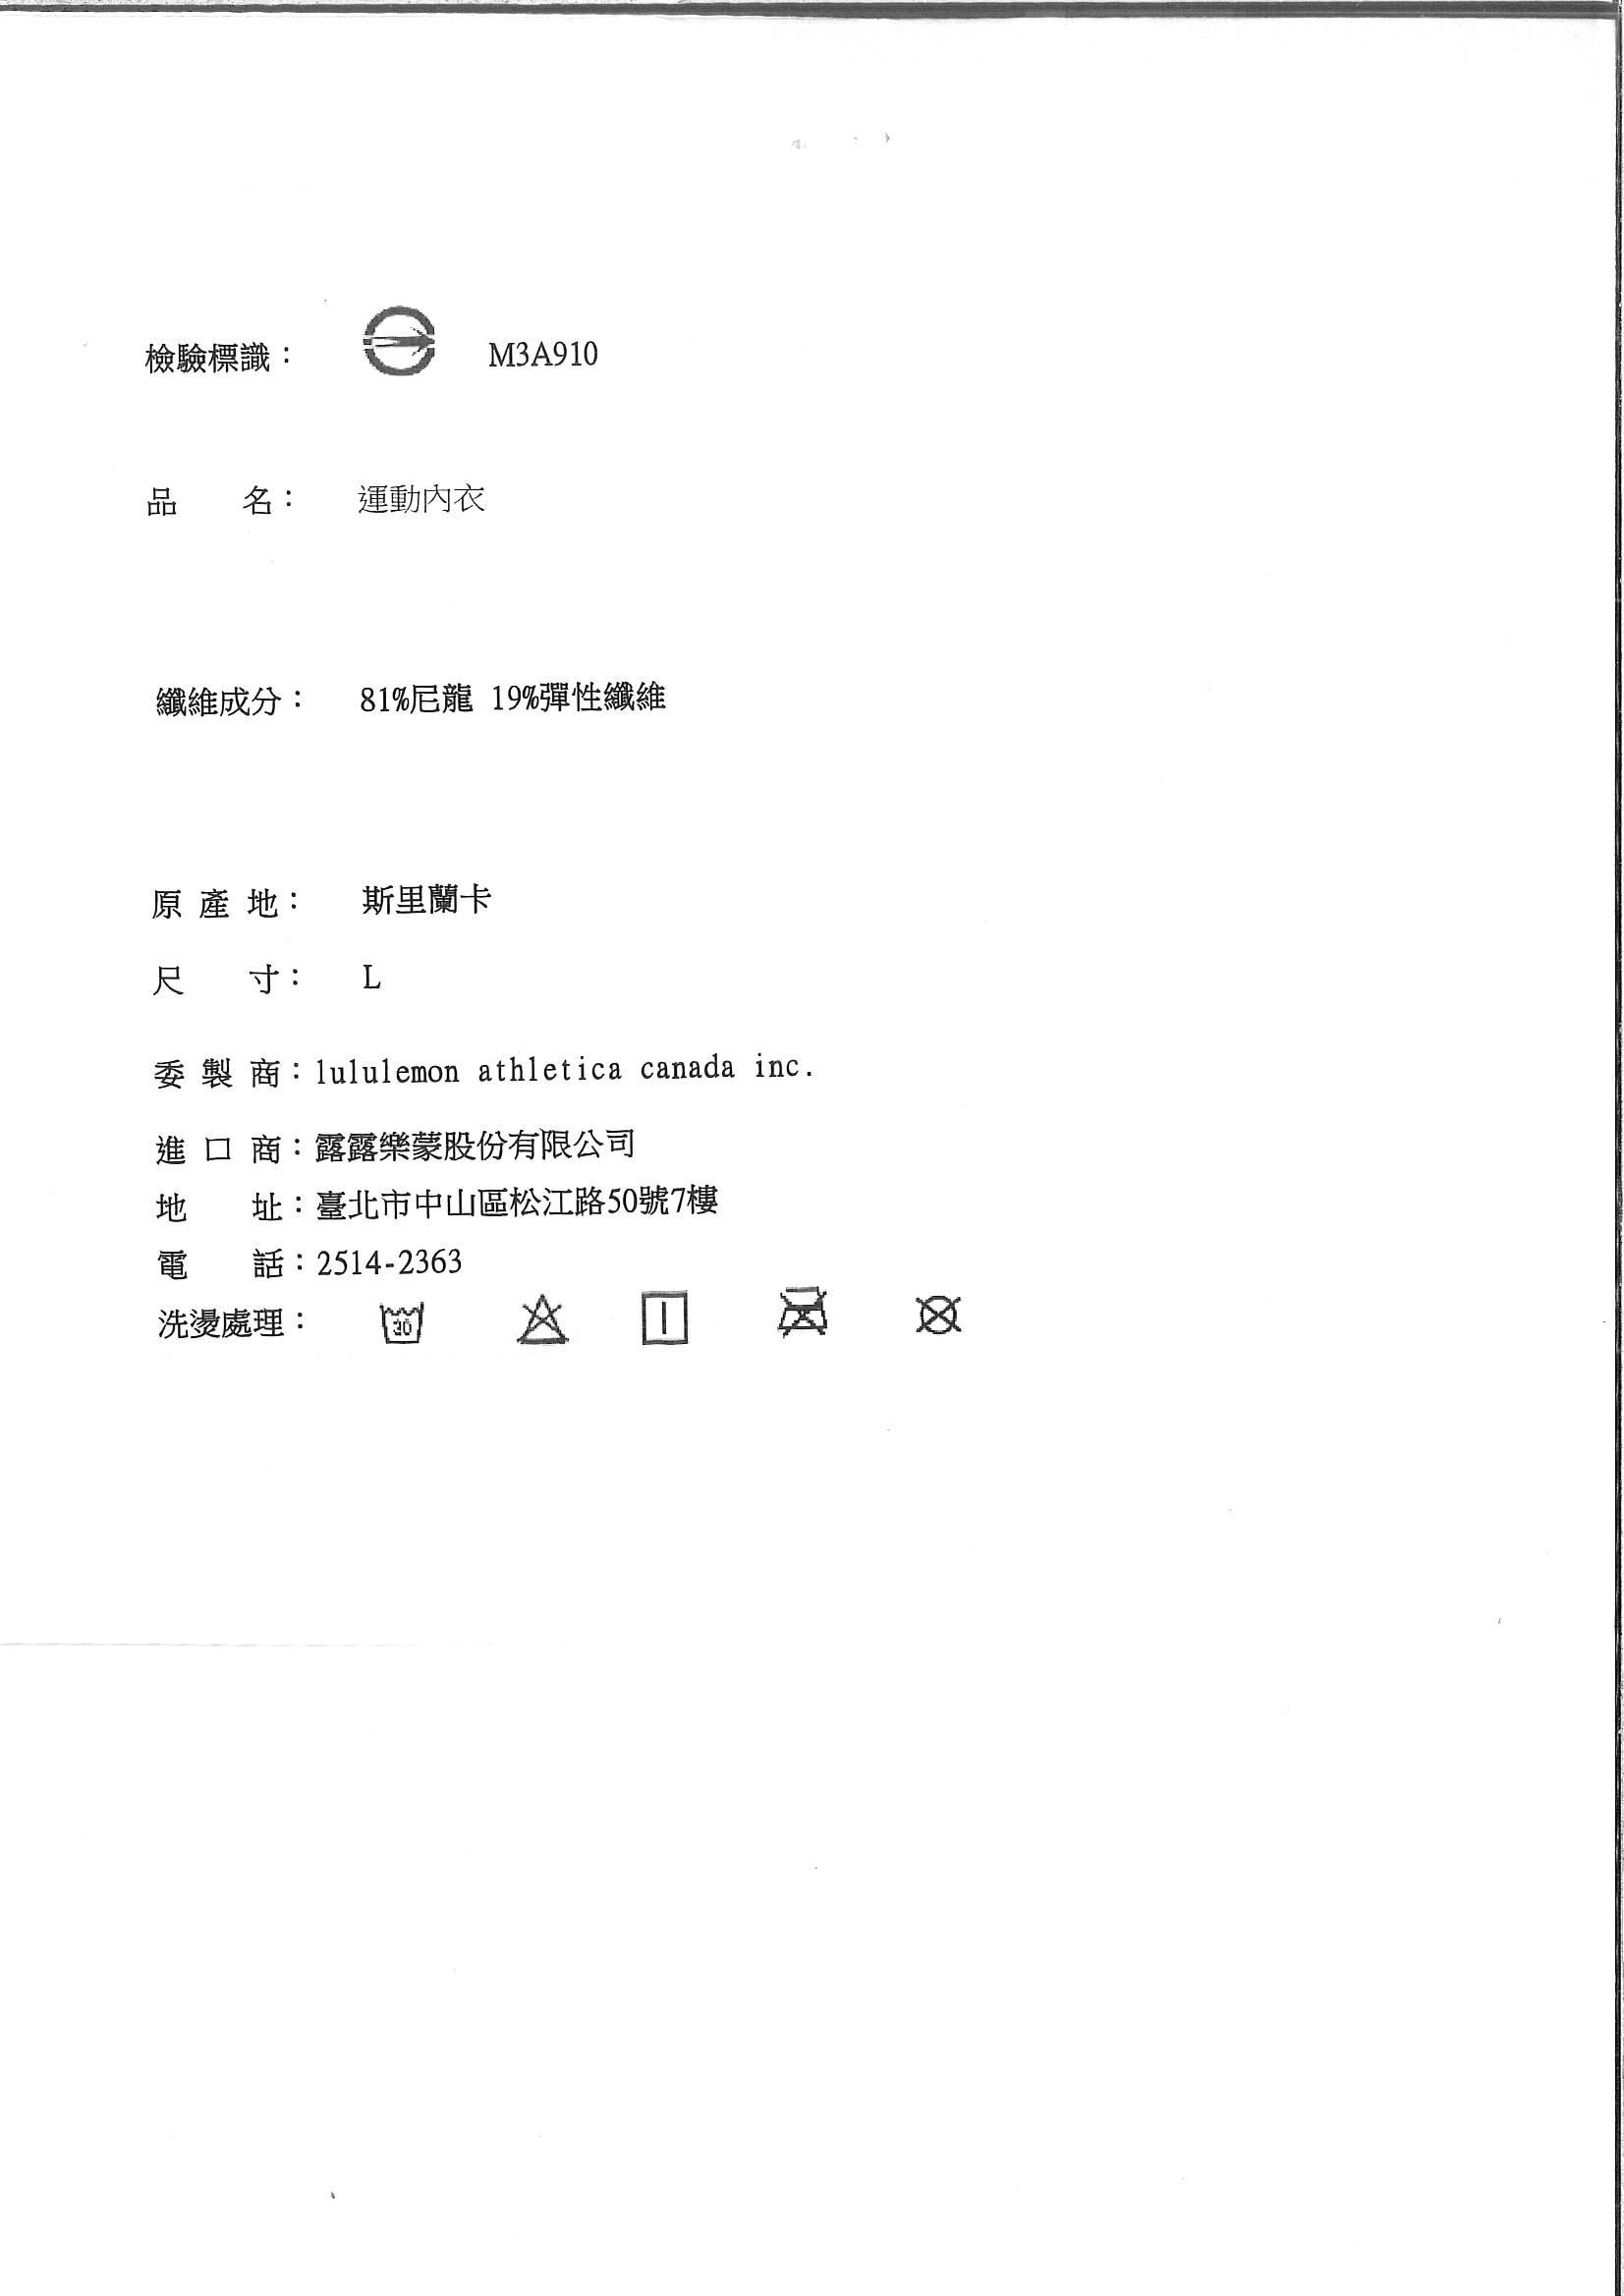 檢驗標識： M3A910
品 名： 運動內衣
纖維成分： 81%尼龍 19%彈性纖維
原 產 地： 斯里蘭卡
尺 寸： L
委 製 商：lululemon athletica canada inc.
進 口 商：露露樂蒙股份有限公司
地 址：臺北市中山區松江路50號7樓
電 話：2514-2363
洗燙處理： 30